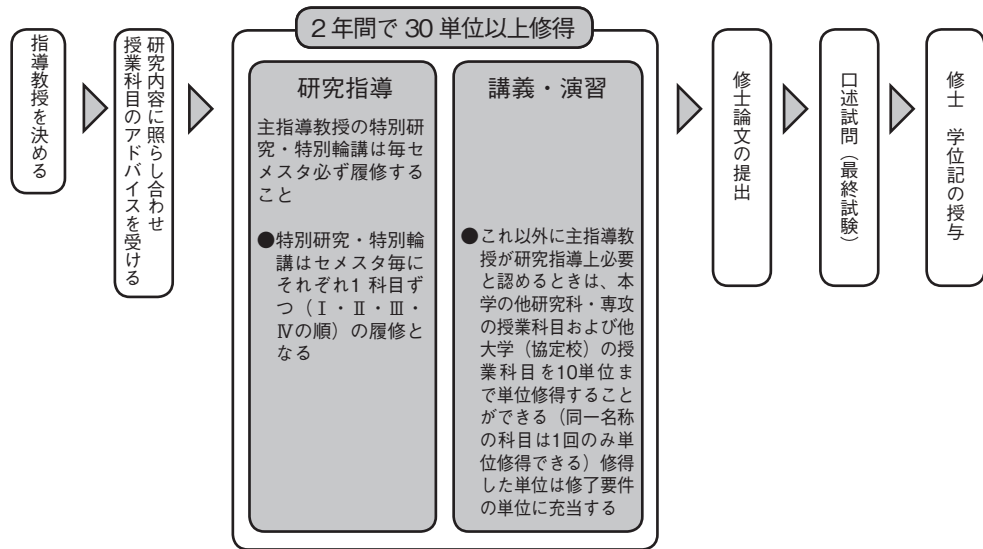 指導教授を決める
研究内容に照らし合わせ
授業科目のアドバイスを受ける
2年間で30単位以上修得
研究指導
主指導教授の特別研
究・特別輪講は毎セ
メスタ必ず履修する
こと
●特別研究・特別輪
講はセメスタ毎に
それぞれ1 科目ず
つ（Ⅰ・Ⅱ・Ⅲ・
Ⅳの順）の履修と
なる
講義・演習
●これ以外に主指導教
授が研究指導上必要
と認めるときは、本
学の他研究科・専攻
の授業科目および他
大学（協定校）の授
業科目を10単位ま
で単位修得すること
ができる（同一名称
の科目は1回のみ単
位修得できる）修得
した単位は修了要件
の単位に充当する
修士論文の提出
口述試問（最終試験）
修士　学位記の授与